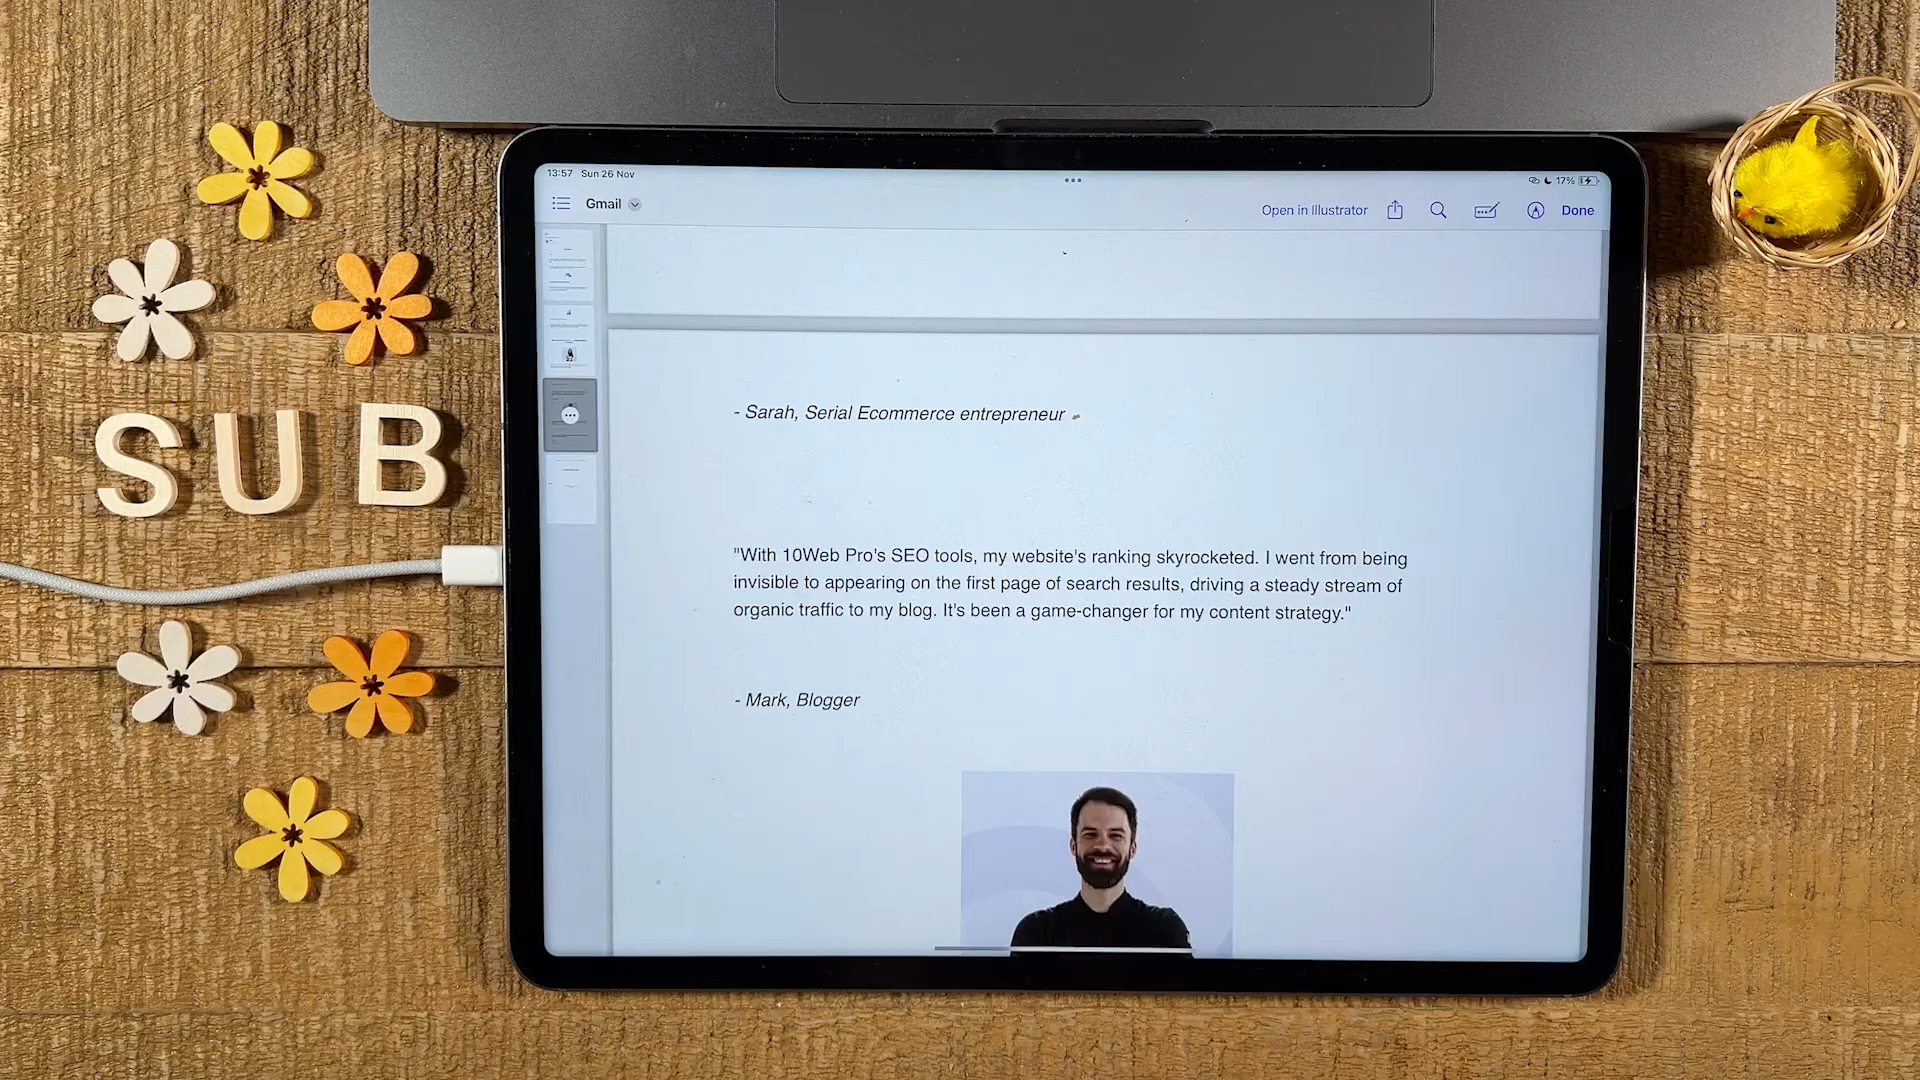 13:57 Sun 26 Nov
17%
Gmail
Open in Illustrator
Done
- Sarah, Serial Ecommerce entrepreneur
"With 10Web Pro's SEO tools, my website's ranking skyrocketed. I went from being
invisible to appearing on the first page of search results, driving a steady stream of
organic traffic to my blog. It's been a game-changer for my content strategy."
- Mark, Blogger
SUB